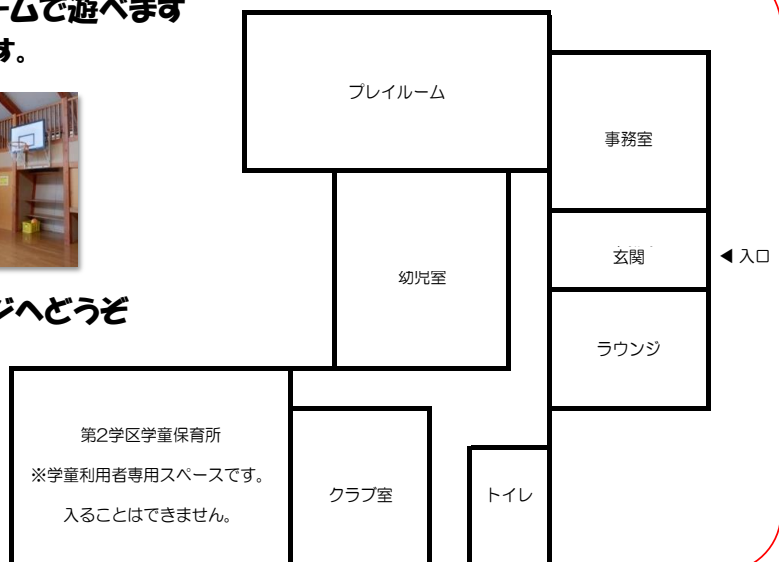 ームで遊べます
す。
プレイルーム
事務室
玄関
◀ 入口
幼児室
ジへどうぞ
ラウンジ
第2学区学童保育所
※学童利用者専用スペースです。
入ることはできません。
クラブ室
トイレ